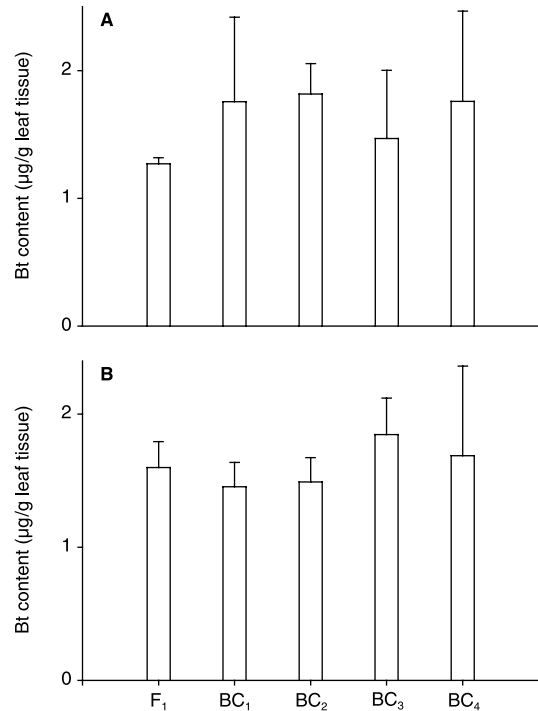 A
Bt content (µg/g leaf tissue)
2
1
0
B
Bt content (µg/g leaf tissue)
2
1
0
F₁ BC₁ BC₂ BC₃ BC₄